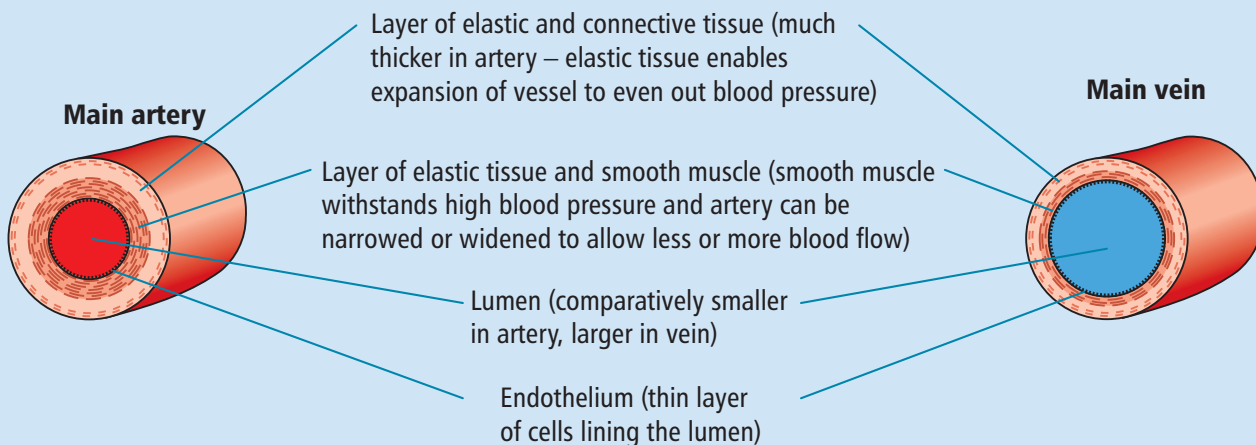 Layer of elastic and connective tissue (much
thicker in artery – elastic tissue enables
expansion of vessel to even out blood pressure)
Main artery
Main vein
Layer of elastic tissue and smooth muscle (smooth muscle
withstands high blood pressure and artery can be
narrowed or widened to allow less or more blood flow)
Lumen (comparatively smaller
in artery, larger in vein)
Endothelium (thin layer
of cells lining the lumen)